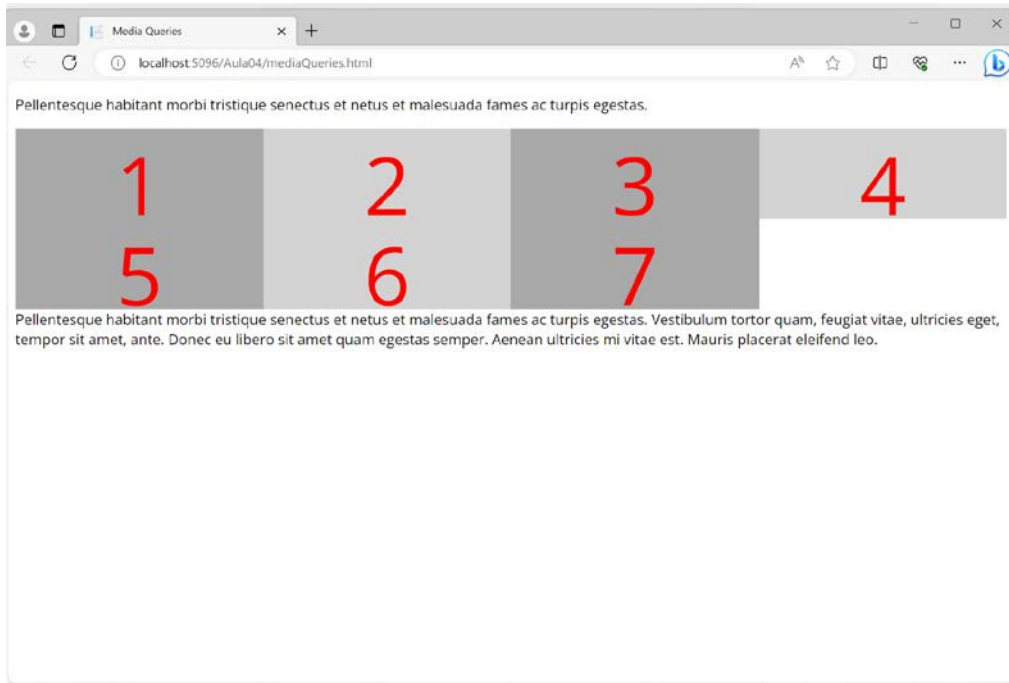 Media Queries
localhost:5096/Aula04/mediaQueries.html
Pellentesque habitant morbi tristique senectus et netus et malesuada fames ac turpis egestas.
1 2 3 4
5 6 7
Pellentesque habitant morbi tristique senectus et netus et malesuada fames ac turpis egestas. Vestibulum tortor quam, feugiat vitae, ultricies eget,
tempor sit amet, ante. Donec eu libero sit amet quam egestas semper. Aenean ultricies mi vitae est. Mauris placerat eleifend leo.